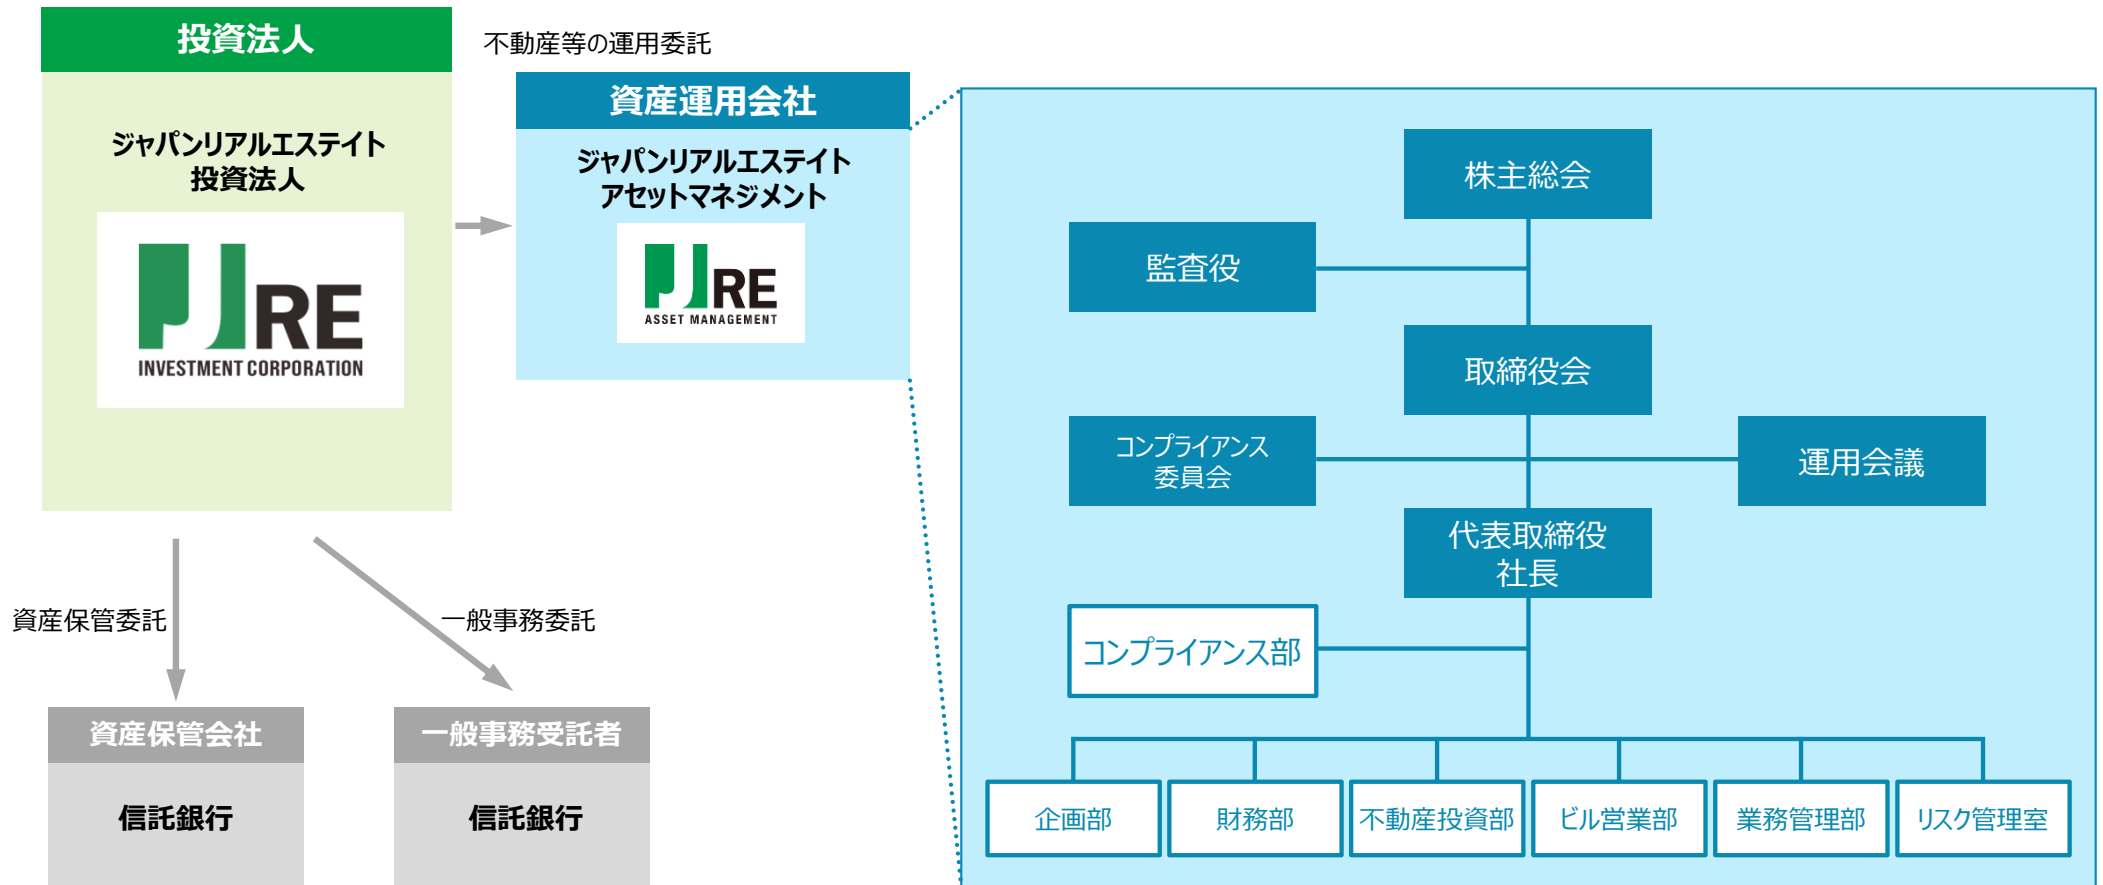 投資法人
ジャパンリアルエステイト
投資法人
JRE
INVESTMENT CORPORATION
不動産等の運用委託
資産運用会社
ジャパンリアルエステイト
アセットマネジメント
JRE
ASSET MANAGEMENT
資産保管委託
一般事務委託
資産保管会社
信託銀行
一般事務受託者
信託銀行
株主総会
監査役
取締役会
コンプライアンス
委員会
運用会議
代表取締役
社長
コンプライアンス部
企画部
財務部
不動産投資部
ビル営業部
業務管理部
リスク管理室